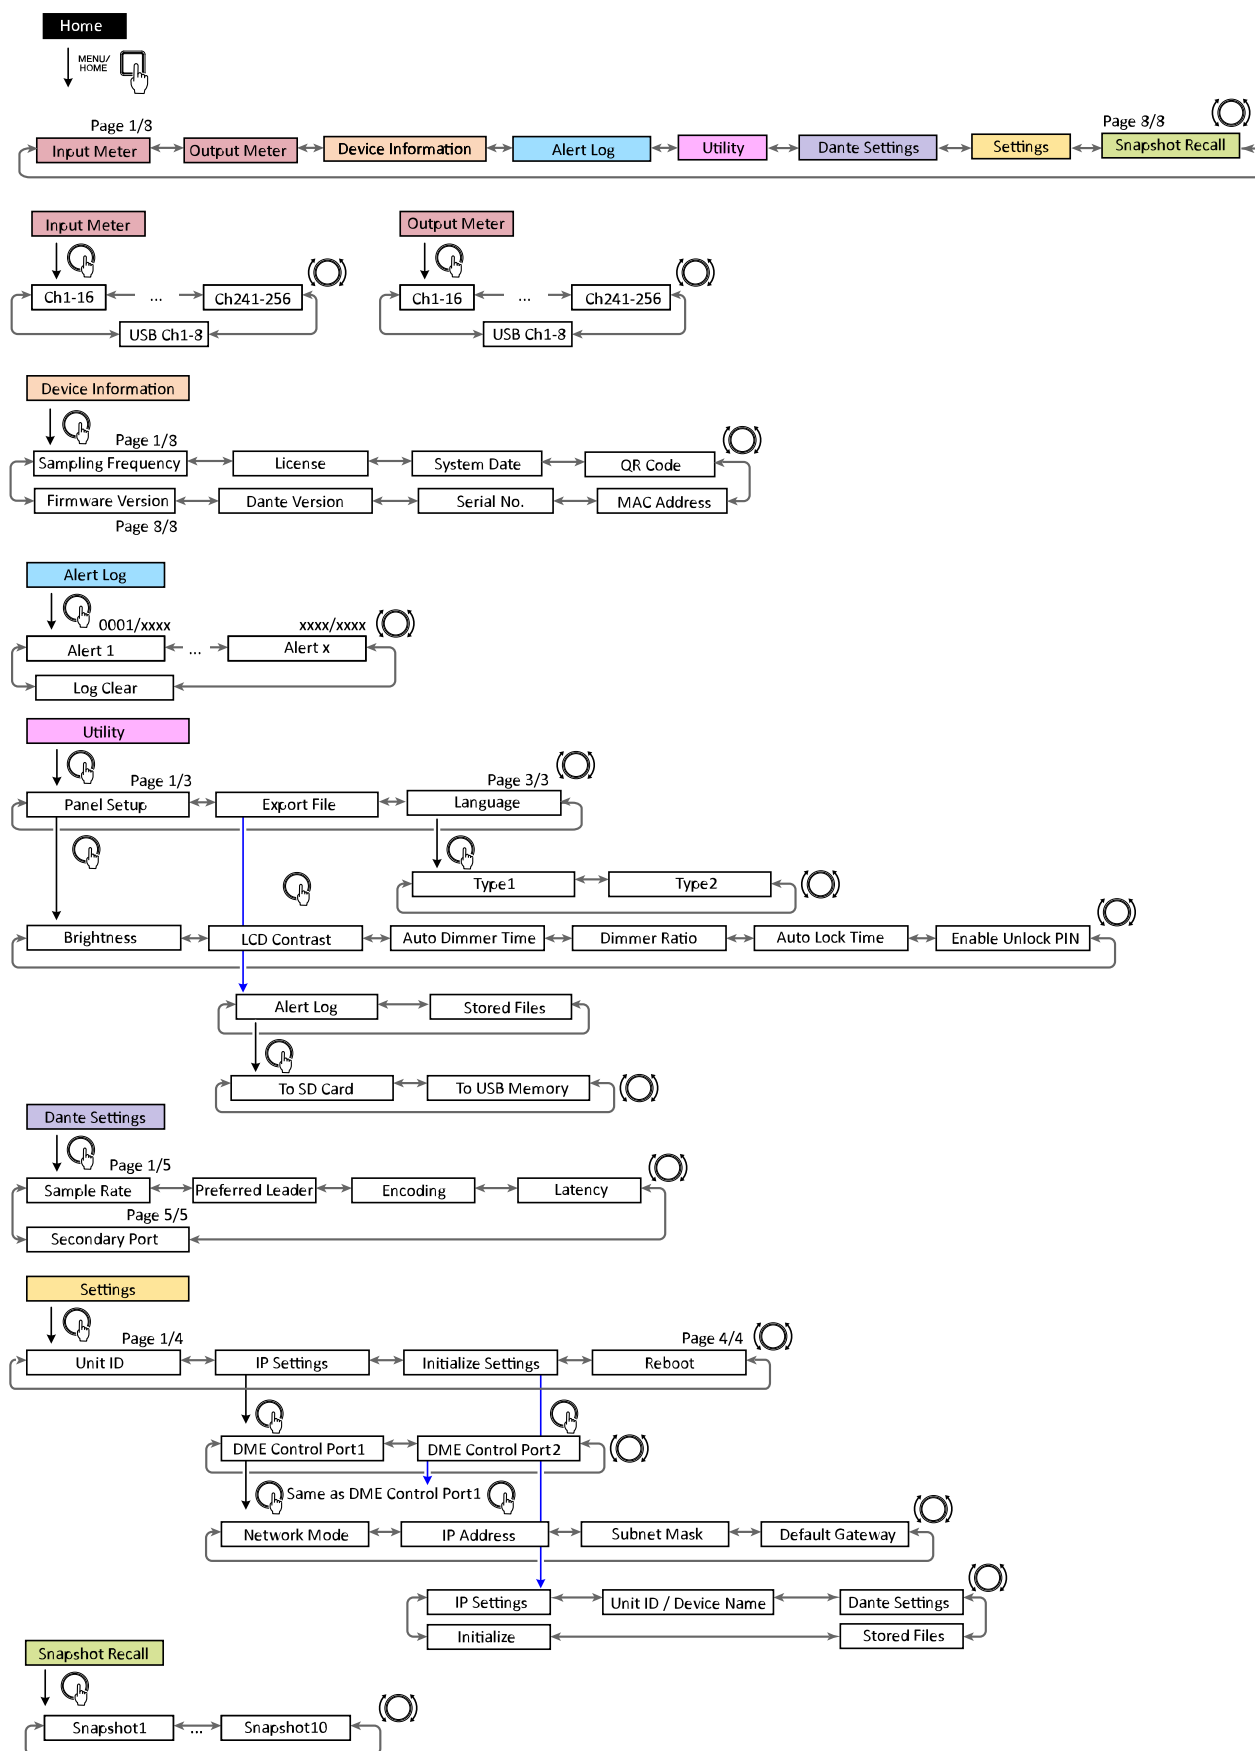 Home
MENU/
HOME
Page 1/8
Page 8/8
Input Meter
Output Meter
Device Information
Alert Log
Utility
Dante Settings
Settings
Snapshot Recall
Input Meter
Output Meter
Ch1-16
...
Ch241-256
USB Ch1-8
Ch1-16
...
Ch241-256
USB Ch1-8
Device Information
Page 1/8
Sampling Frequency
License
System Date
QR Code
Firmware Version
Dante Version
Serial No.
MAC Address
Page 8/8
Alert Log
0001/xxxx
xxxx/xxxx
Alert 1
...
Alert x
Log Clear
Utility
Page 1/3
Page 3/3
Panel Setup
Export File
Language
Type1
Type2
Brightness
LCD Contrast
Auto Dimmer Time
Dimmer Ratio
Auto Lock Time
Enable Unlock PIN
Alert Log
Stored Files
To SD Card
To USB Memory
Dante Settings
Page 1/5
Sample Rate
Preferred Leader
Encoding
Latency
Page 5/5
Secondary Port
Settings
Page 1/4
Page 4/4
Unit ID
IP Settings
Initialize Settings
Reboot
DME Control Port1
DME Control Port2
Same as DME Control Port1
Network Mode
IP Address
Subnet Mask
Default Gateway
IP Settings
Unit ID / Device Name
Dante Settings
Initialize
Stored Files
Snapshot Recall
Snapshot1
...
Snapshot10